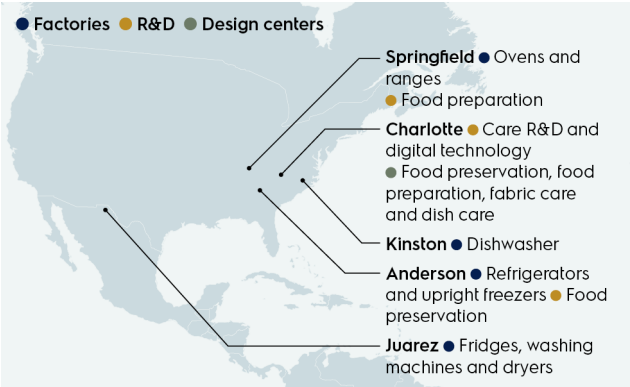 Factories R&D Design centers
Springfield Ovens and
ranges
Food preparation
Charlotte Care R&D and
digital technology
Food preservation, food
preparation, fabric care
and dish care
Kinston Dishwasher
Anderson Refrigerators
and upright freezers Food
preservation
Juarez Fridges, washing
machines and dryers